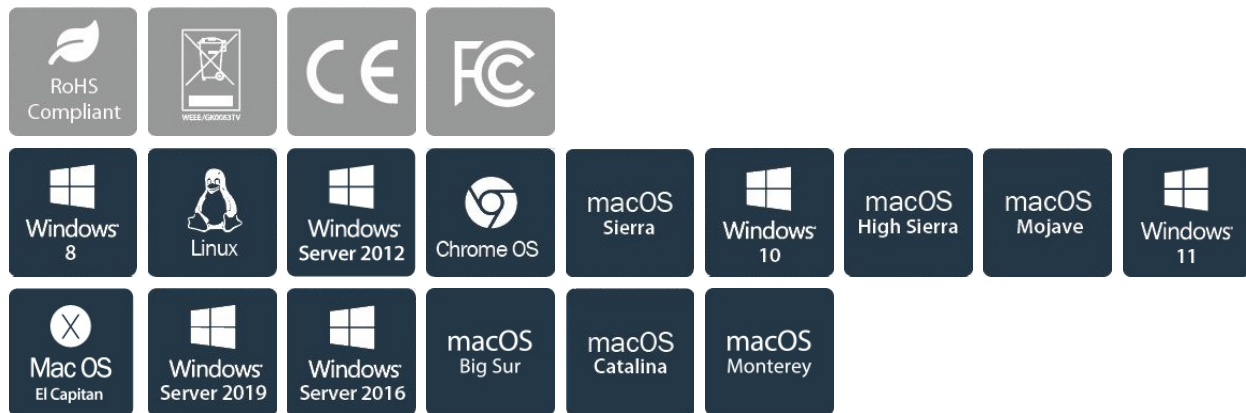 RoHS
Compliant
WEEE/GK0063TV
CE
FC
Windows
8
Linux
Windows
Server 2012
Chrome OS
macOS
Sierra
Windows
10
macOS
High Sierra
macOS
Mojave
Windows
11
X
Mac OS
El Capitan
Windows
Server 2019
Windows
Server 2016
macOS
Big Sur
macOS
Catalina
macOS
Monterey